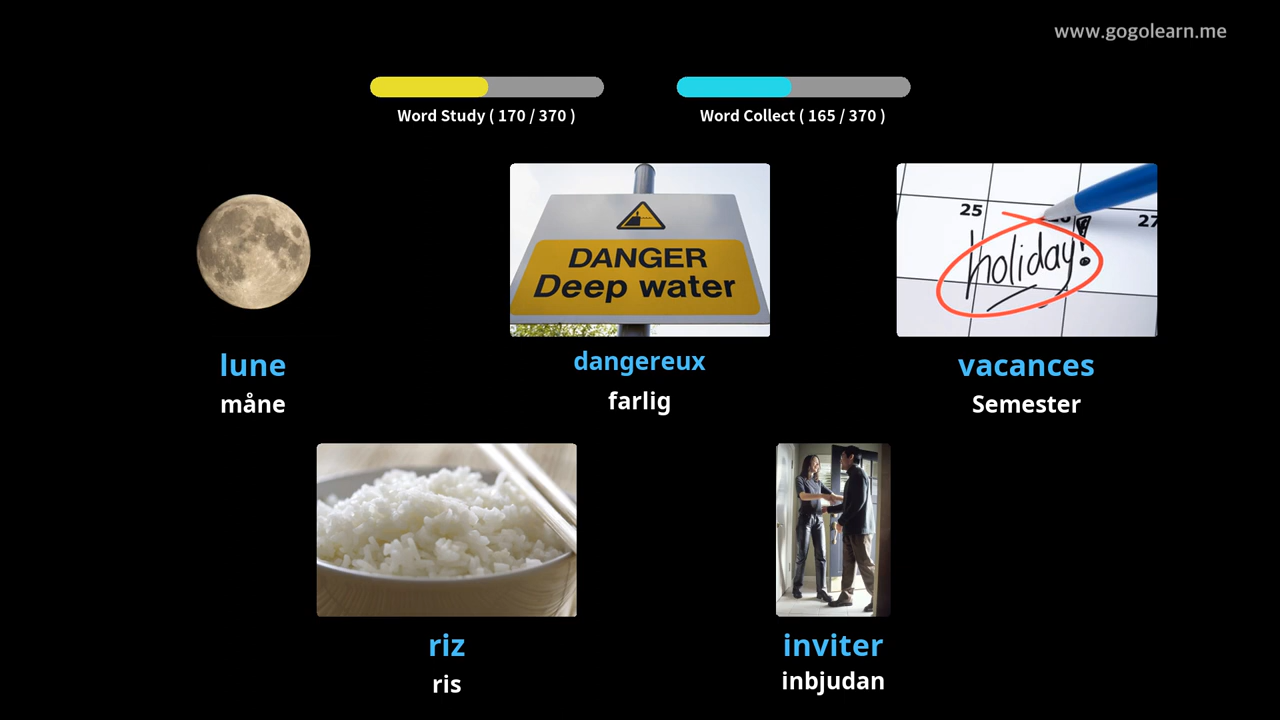 www.gogolearn.me
Word Study ( 170 / 370 )
Word Collect ( 165 / 370 )
DANGER
Deep water
25
27
holiday!
lune
måne
dangereux
farlig
vacances
Semester
riz
ris
inviter
inbjudan